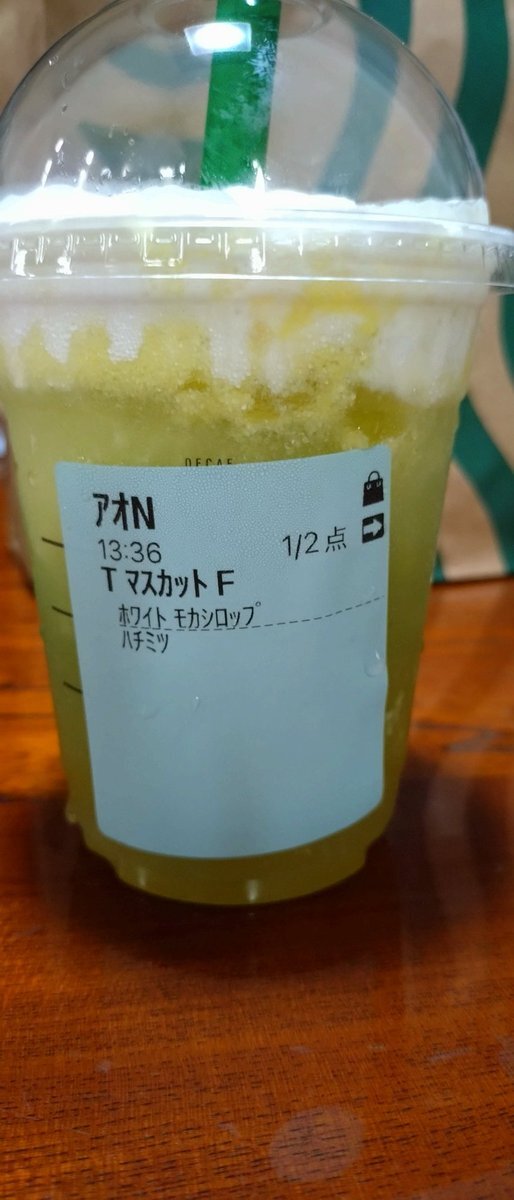 DECAF
アオN
13:36
1/2点
T マスカット F
ホワイト モカシロップ
ハチミツ